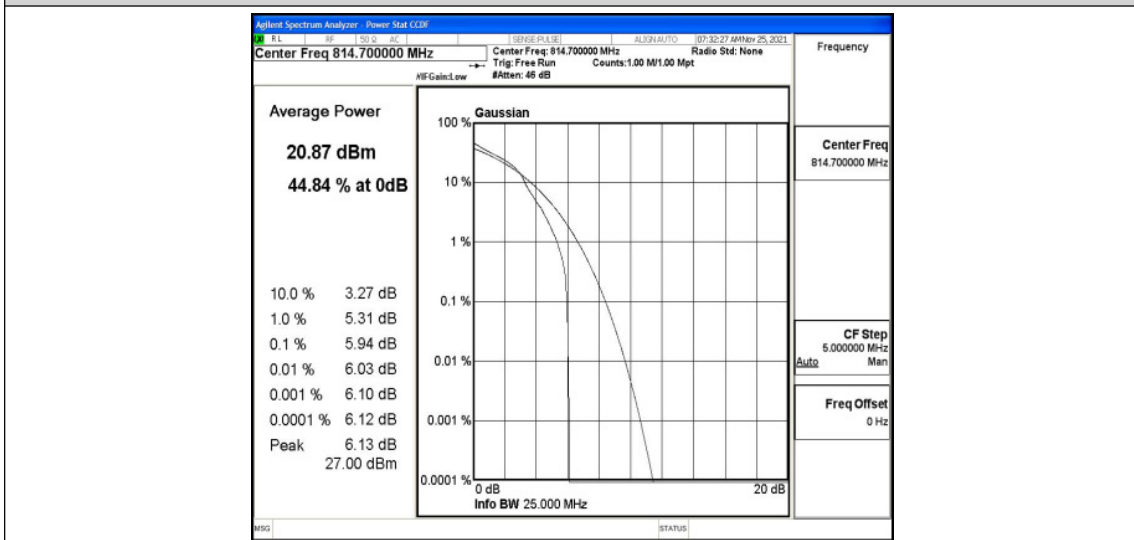 Agilent Spectrum Analyzer - Power Stat CCDF
RL RF 50 Ω AC SENSE:PULSE ALIGN AUTO 07:32:27 AM Nov 25, 2021
Center Freq 814.700000 MHz
Center Freq: 814.700000 MHz Radio Std: None
Trig: Free Run Counts:1.00 M/1.00 Mpt
#IFGain:Low #Atten: 46 dB
Frequency
Average Power
20.87 dBm
44.84 % at 0dB
10.0 % 3.27 dB
1.0 % 5.31 dB
0.1 % 5.94 dB
0.01 % 6.03 dB
0.001 % 6.10 dB
0.0001 % 6.12 dB
Peak 6.13 dB
27.00 dBm
Gaussian
100 %
10 %
1 %
0.1 %
0.01 %
0.001 %
0.0001 %
0 dB 20 dB
Info BW 25.000 MHz
Center Freq
814.700000 MHz
CF Step
5.000000 MHz
Auto Man
Freq Offset
0 Hz
MSG STATUS